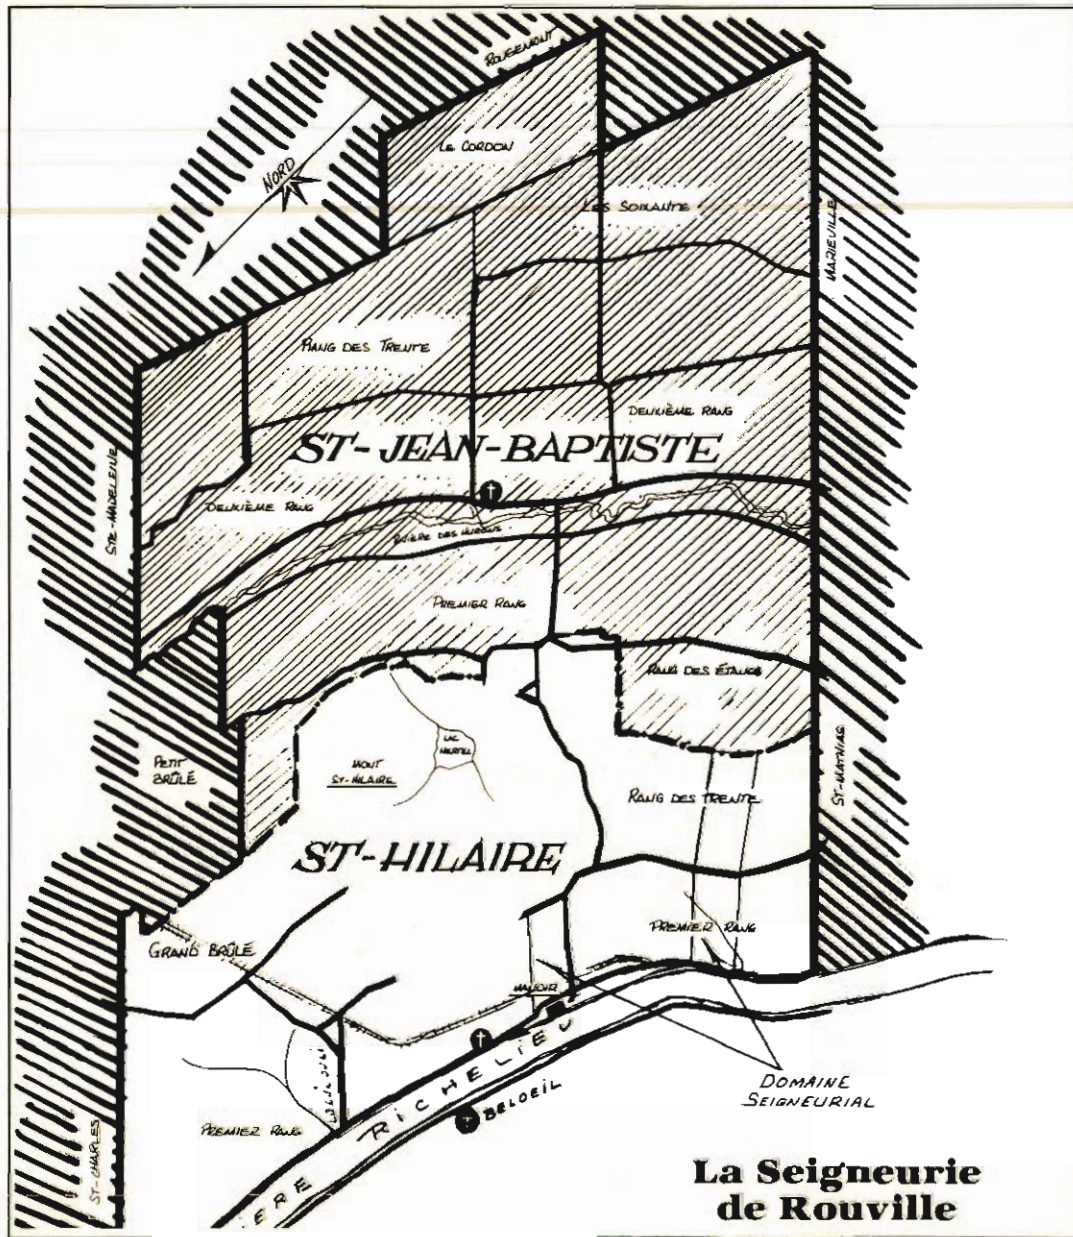 ROUGEMONT
LE CORDON
NORD
LES SOIXANTE
MARIEVILLE
RANG DES TRENTE
DEUXIÈME RANG
ST-JEAN-BAPTISTE
STE-MADELEINE
DEUXIÈME RANG
RIVIÈRE DES HURONS
PREMIER RANG
RANG DES ÉTANGS
LAC
HERTEL
PETIT
BRÛLÉ
MONT
ST-HILAIRE
ST-MATHIAS
RANG DES TRENTE
ST-HILAIRE
GRAND BRÛLÉ
PREMIER RANG
MANOIR
RICHELIEU
BELOEIL
DOMAINE
SEIGNEURIAL
PREMIER RANG
ST-CHARLES
ÈRE
La Seigneurie
de Rouville